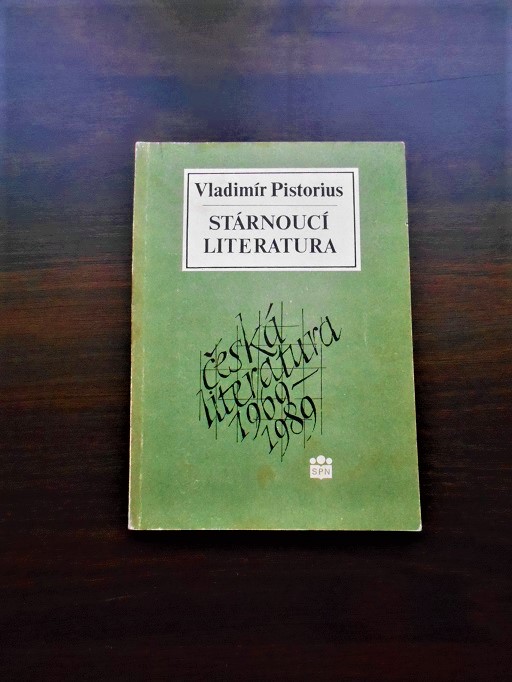 Vladimír Pistorius
STÁRNOUCÍ
LITERATURA
česká
literatura
1969–
1989
SPN